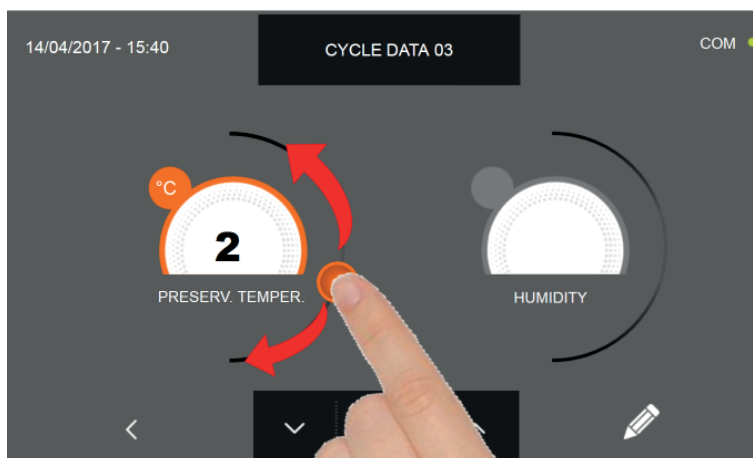 14/04/2017 - 15:40
CYCLE DATA 03
COM
°C
2
PRESERV. TEMPER.
HUMIDITY